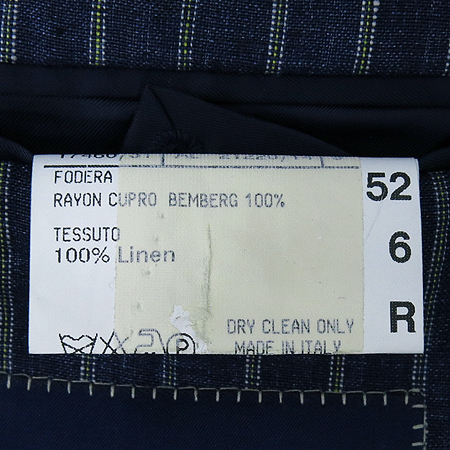 FODERA
RAYON CUPRO BEMBERG 100%
TESSUTO
100% Linen
52
6
R
DRY CLEAN ONLY
MADE IN ITALY
P